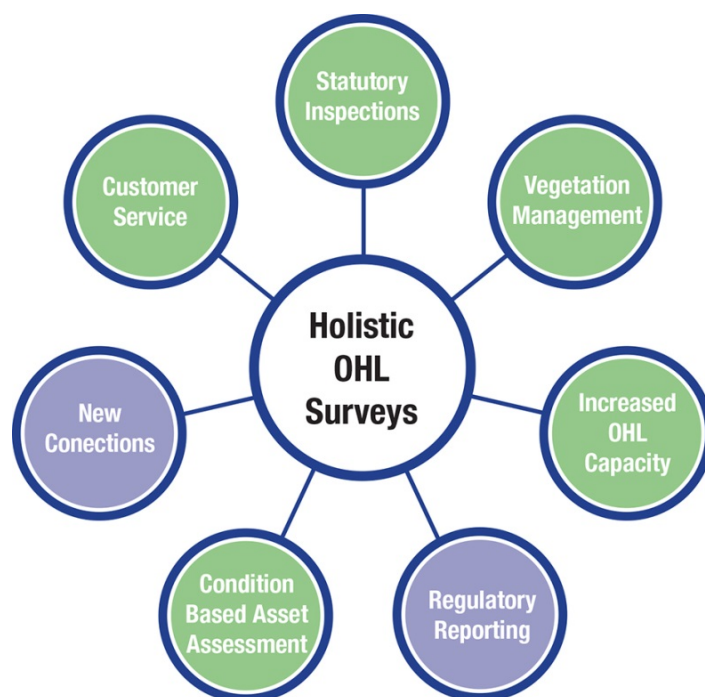 Statutory
Inspections
Customer
Service
Vegetation
Management
Holistic
OHL
Surveys
New
Conections
Increased
OHL
Capacity
Condition
Based Asset
Assessment
Regulatory
Reporting